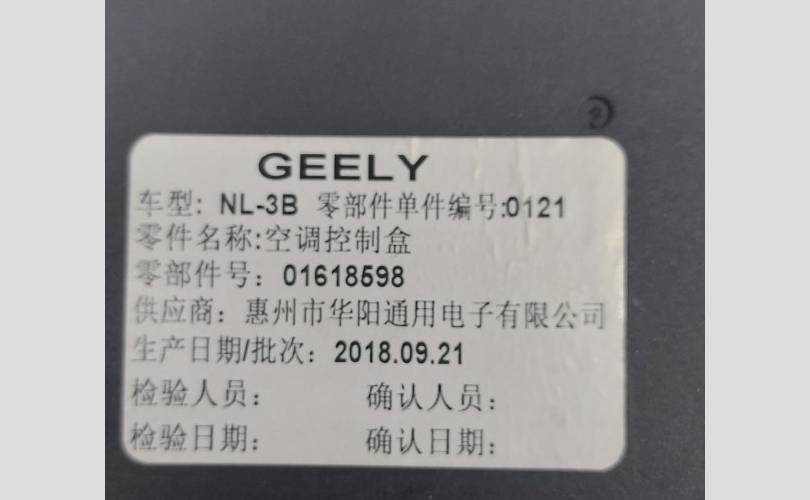 GEELY
车型: NL-3B 零部件单件编号:0121
零件名称:空调控制盒
零部件号: 01618598
供应商: 惠州市华阳通用电子有限公司
生产日期/批次: 2018.09.21
检验人员: 确认人员:
检验日期: 确认日期: